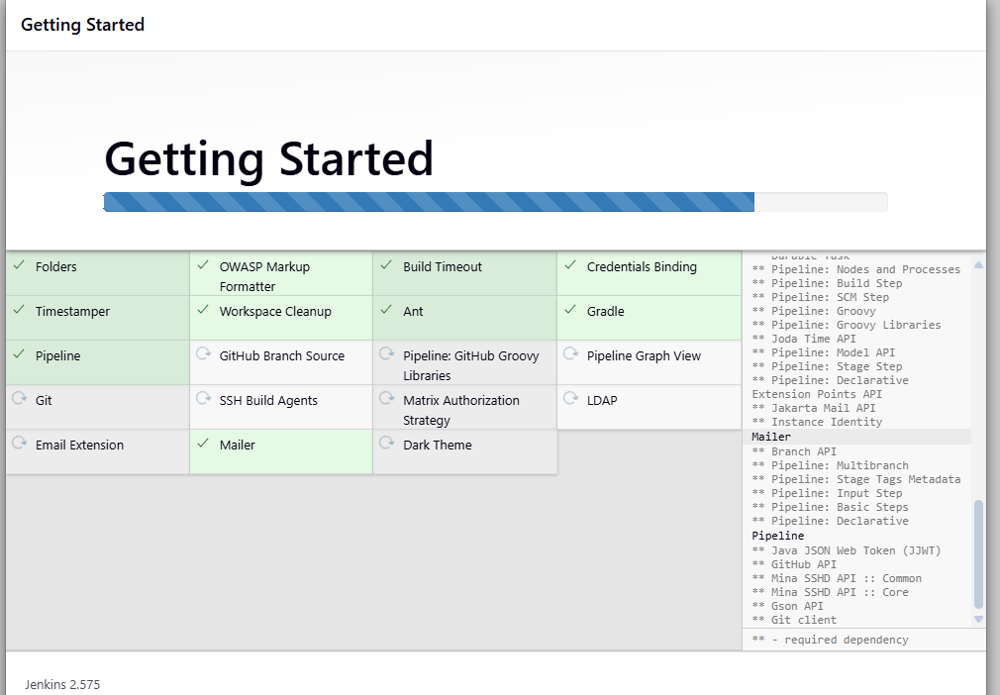 Getting Started
Getting Started
Folders
OWASP Markup
Formatter
Build Timeout
Credentials Binding
Timestamper
Workspace Cleanup
Ant
Gradle
Pipeline
GitHub Branch Source
Pipeline: GitHub Groovy
Libraries
Pipeline Graph View
Git
SSH Build Agents
Matrix Authorization
Strategy
LDAP
Email Extension
Mailer
Dark Theme
Durable Task
** Pipeline: Nodes and Processes
** Pipeline: Build Step
** Pipeline: SCM Step
** Pipeline: Groovy
** Pipeline: Groovy Libraries
** Joda Time API
** Pipeline: Model API
** Pipeline: Stage Step
** Pipeline: Declarative
Extension Points API
** Jakarta Mail API
** Instance Identity
Mailer
** Branch API
** Pipeline: Multibranch
** Pipeline: Stage Tags Metadata
** Pipeline: Input Step
** Pipeline: Basic Steps
** Pipeline: Declarative
Pipeline
** Java JSON Web Token (JJWT)
** GitHub API
** Mina SSHD API :: Common
** Mina SSHD API :: Core
** Gson API
** Git client
** - required dependency
Jenkins 2.575